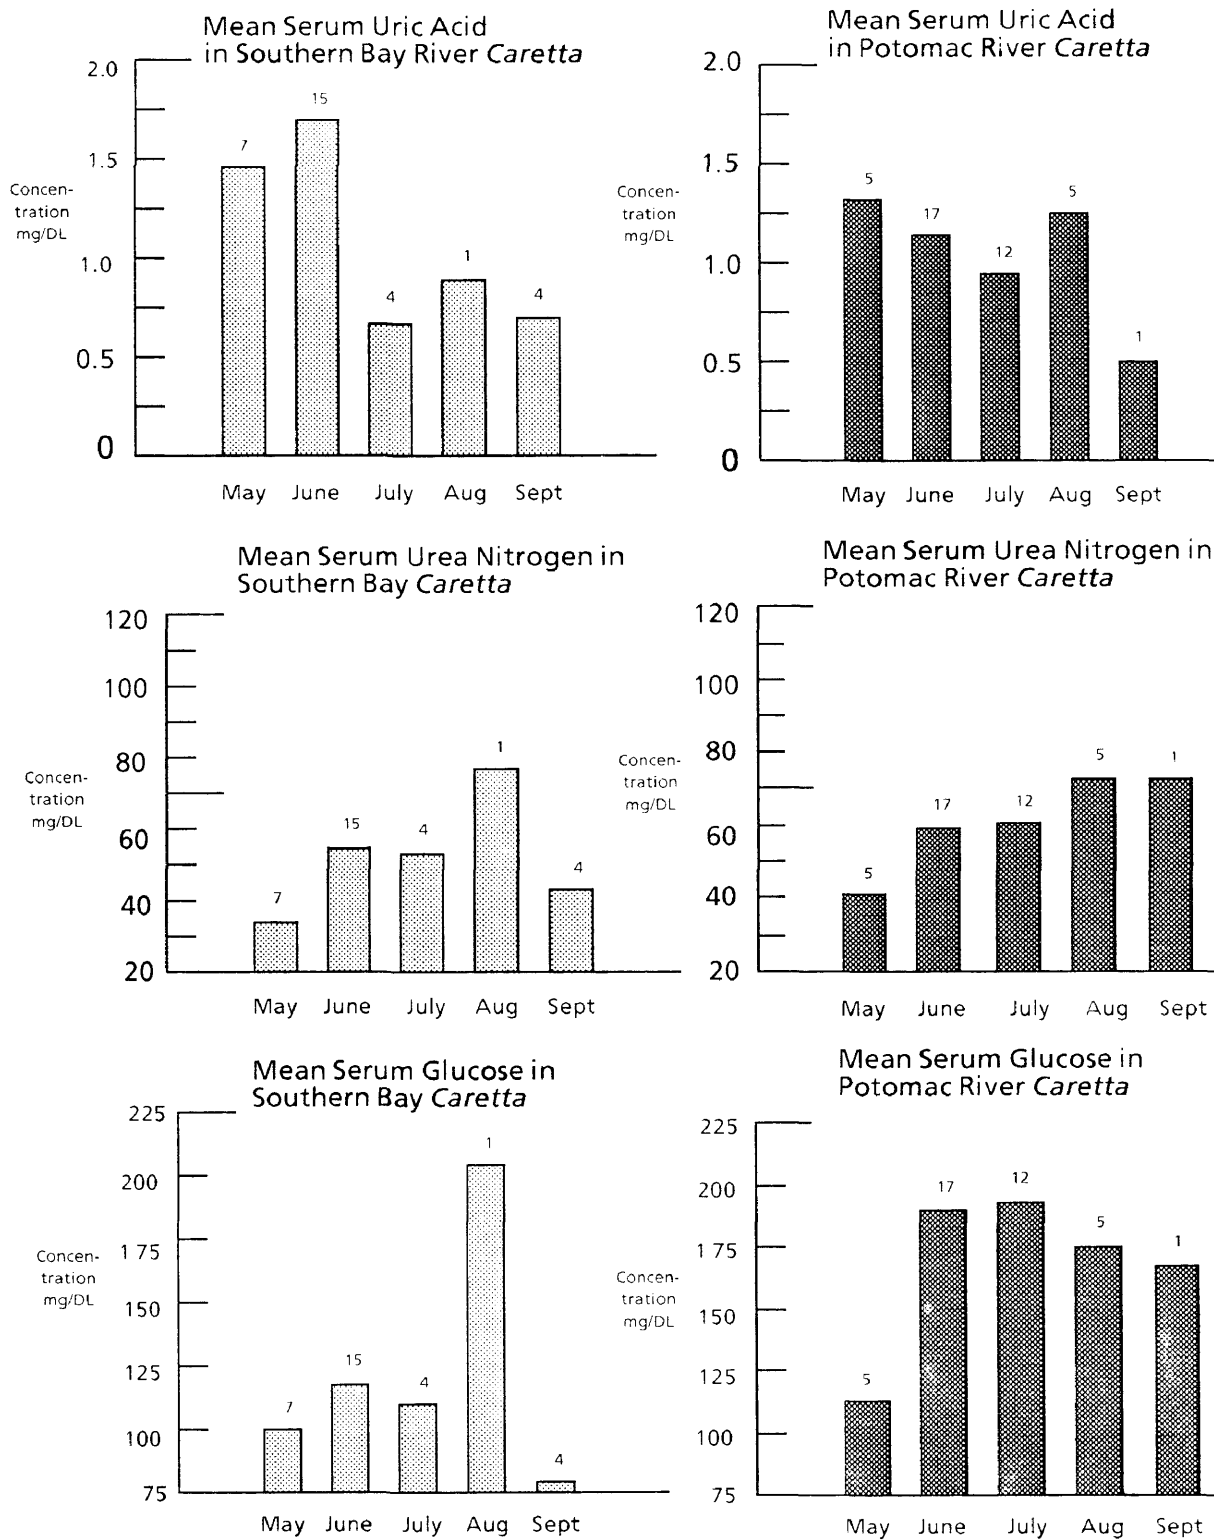 Mean Serum Uric Acid
in Southern Bay River Caretta
2.0
1.5
1.0
0.5
0
Concen-
tration
mg/DL
7
15
4
1
4
May June July Aug Sept
Mean Serum Uric Acid
in Potomac River Caretta
2.0
1.5
1.0
0.5
0
Concen-
tration
mg/DL
5
17
12
5
1
May June July Aug Sept
Mean Serum Urea Nitrogen in
Southern Bay Caretta
120
100
80
60
40
20
Concen-
tration
mg/DL
7
15
4
1
4
May June July Aug Sept
Mean Serum Urea Nitrogen in
Potomac River Caretta
120
100
80
60
40
20
Concen-
tration
mg/DL
5
17
12
5
1
May June July Aug Sept
Mean Serum Glucose in
Southern Bay Caretta
225
200
175
150
125
100
75
Concen-
tration
mg/DL
7
15
4
1
4
May June July Aug Sept
Mean Serum Glucose in
Potomac River Caretta
225
200
175
150
125
100
75
Concen-
tration
mg/DL
5
17
12
5
1
May June July Aug Sept